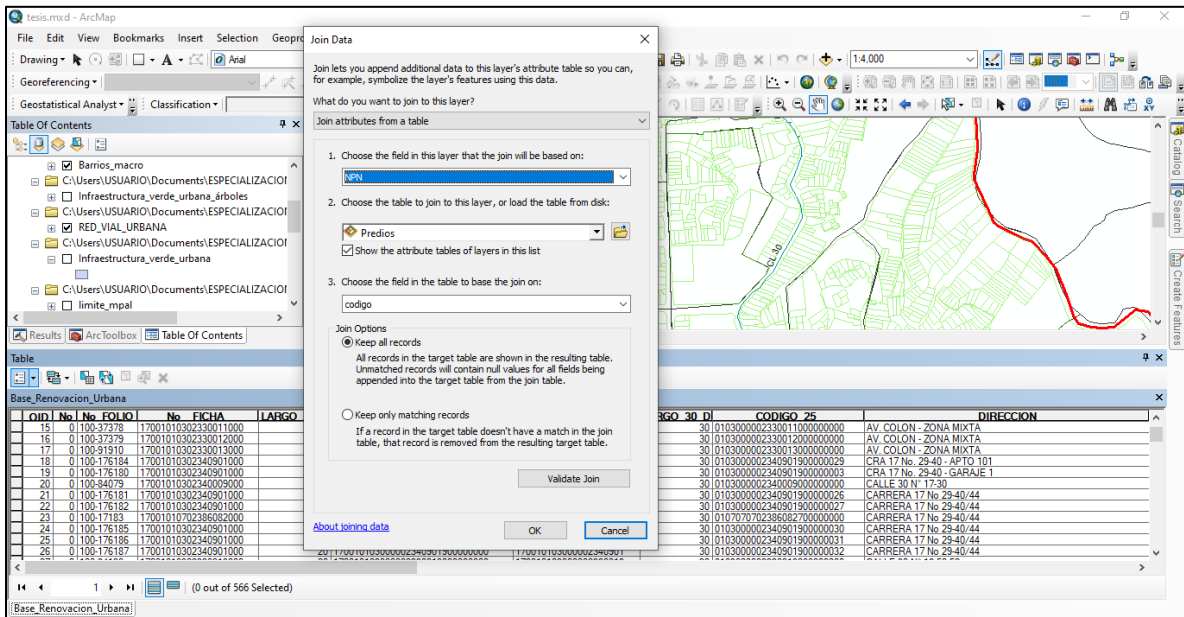 tesis.mxd - ArcMap
File Edit View Bookmarks Insert Selection Geopro
Drawing A Arial
1:4,000
Georeferencing
Geostatistical Analyst Classification
Table Of Contents
Barrios_macro
C:\Users\USUARIO\Documents\ESPECIALIZACION
Infraestructura_verde_urbana_árboles
C:\Users\USUARIO\Documents\ESPECIALIZACION
RED_VIAL_URBANA
C:\Users\USUARIO\Documents\ESPECIALIZACION
Infraestructura_verde_urbana
C:\Users\USUARIO\Documents\ESPECIALIZACION
limite_mpal
Results ArcToolbox Table Of Contents
Join Data
Join lets you append additional data to this layer's attribute table so you can,
for example, symbolize the layer's features using this data.
What do you want to join to this layer?
Join attributes from a table
1. Choose the field in this layer that the join will be based on:
NPN
2. Choose the table to join to this layer, or load the table from disk:
Predios
Show the attribute tables of layers in this list
3. Choose the field in the table to base the join on:
codigo
Join Options
Keep all records
All records in the target table are shown in the resulting table.
Unmatched records will contain null values for all fields being
appended into the target table from the join table.
Keep only matching records
If a record in the target table doesn't have a match in the join
table, that record is removed from the resulting target table.
Validate Join
About joining data
OK Cancel
CL 30
Catalog
Search
Create Features
Table
Base_Renovacion_Urbana
OID No No_FOLIO No_FICHA LARGO RGO_30_D CODIGO_25 DIRECCION
15 0 100-37378 17001010302330011000 30 0103000002330011000000000 AV. COLON - ZONA MIXTA
16 0 100-37379 17001010302330012000 30 0103000002330012000000000 AV. COLON - ZONA MIXTA
17 0 100-91910 17001010302330013000 30 0103000002330013000000000 AV. COLON - ZONA MIXTA
18 0 100-176184 17001010302340901000 30 0103000002340901900000029 CRA 17 No. 29-40 - APTO 101
19 0 100-176180 17001010302340901000 30 0103000002340901900000003 CRA 17 No. 29-40 - GARAJE 1
20 0 100-84079 17001010302340009000 30 0103000002340009000000000 CALLE 30 N° 17-30
21 0 100-176181 17001010302340901000 30 0103000002340901900000026 CARRERA 17 No 29-40/44
22 0 100-176182 17001010302340901000 30 0103000002340901900000027 CARRERA 17 No 29-40/44
23 0 100-17183 17001010702386082000 30 0107070702386082700000000 CARRERA 17 No 29-40/44
24 0 100-176185 17001010302340901000 30 0103000002340901900000030 CARRERA 17 No 29-40/44
25 0 100-176186 17001010302340901000 30 0103000002340901900000031 CARRERA 17 No 29-40/44
26 0 100-176187 17001010302340901000 30 0103000002340901900000032 CARRERA 17 No 29-40/44
1 (0 out of 566 Selected)
Base_Renovacion_Urbana